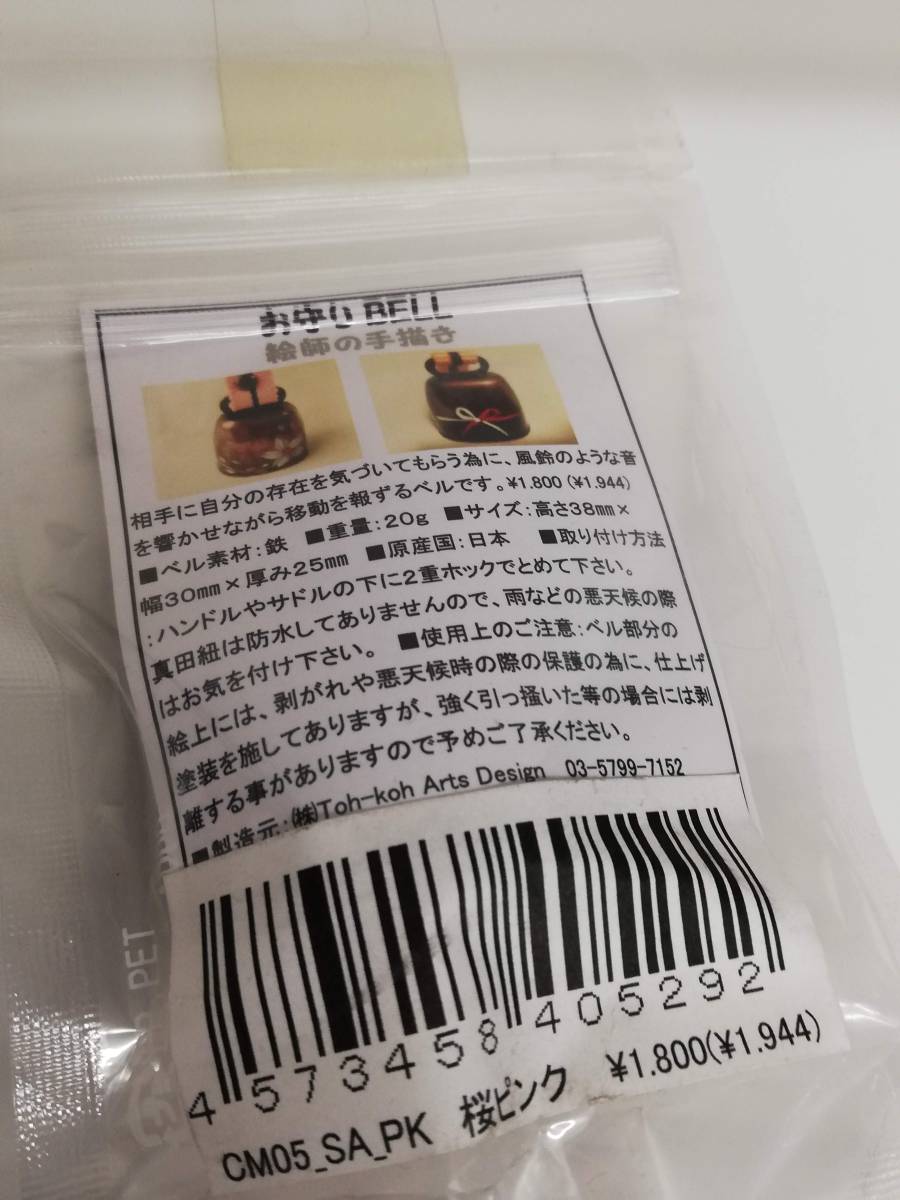 お守り BELL
絵師の手描き
相手に自分の存在を気づいてもらう為に、風鈴のような音
を響かせながら移動を報ずるベルです。¥1.800 (¥1.944)
■ベル素材:鉄 ■重量:20g ■サイズ:高さ38mm×
幅30mm×厚み25mm ■原産国:日本 ■取り付け方法
:ハンドルやサドルの下に2重ホックでとめて下さい。
真田紐は防水してありませんので、雨などの悪天候の際
はお気を付け下さい。 ■使用上のご注意:ベル部分の
絵上には、剥がれや悪天候時の際の保護の為に、仕上げ
塗装を施してありますが、強く引っ掻いた等の場合には剥
離する事がありますので予めご了承ください。
■製造元:㈱Toh-koh Arts Design 03-5799-7152
4 573458 405292
CM05_SA_PK 桜ピンク ¥1.800(¥1.944)
PET